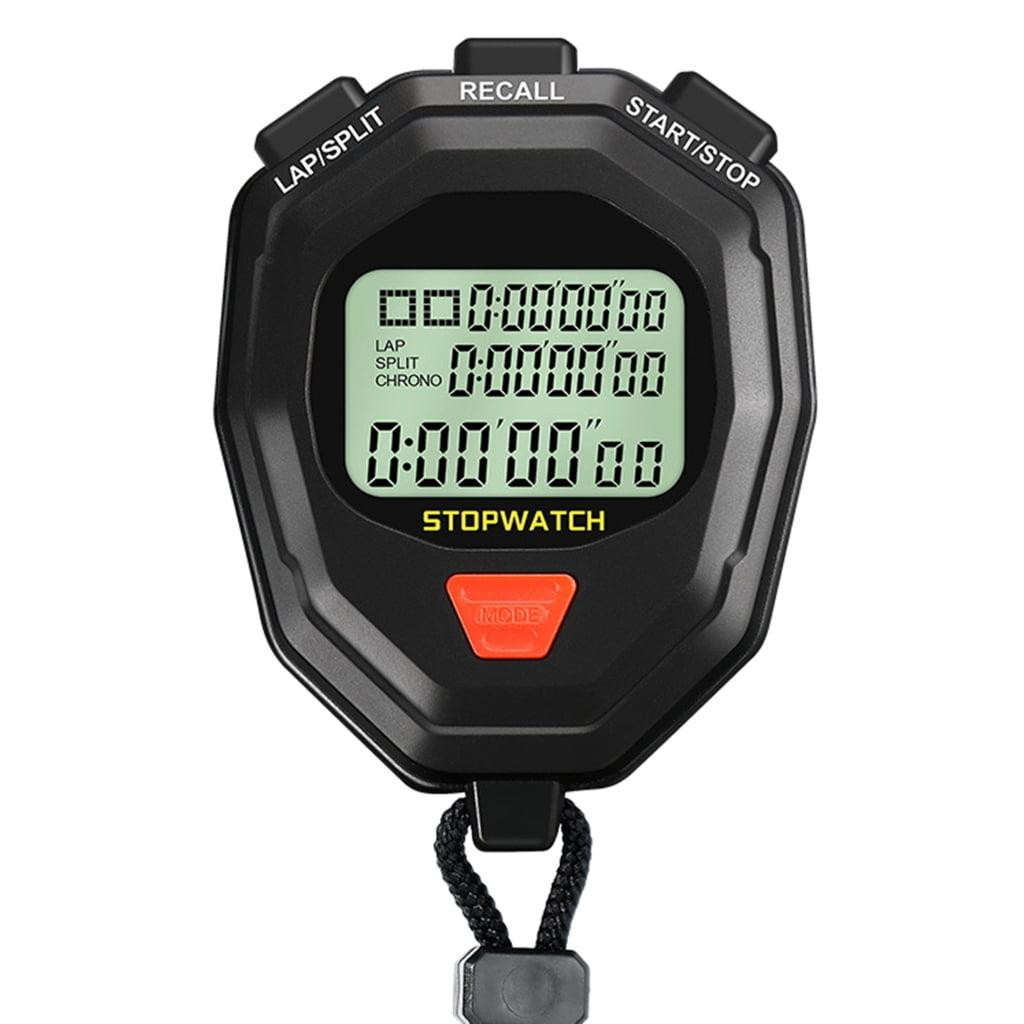 RECALL
LAP/SPLIT
START/STOP
00 0:00'00"00
LAP
SPLIT
CHRONO
0:00'00"00
0:00'00"00
STOPWATCH
MODE